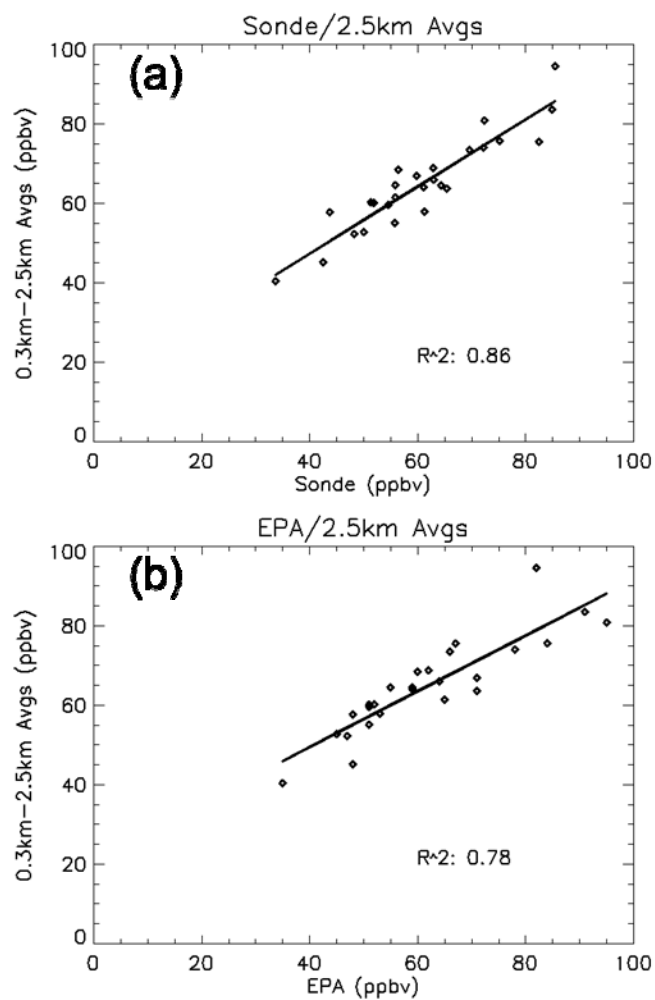 Sonde/2.5km Avgs
(a)
100
80
60
40
20
0
0.3km-2.5km Avgs (ppbv)
R^2: 0.86
0 20 40 60 80 100
Sonde (ppbv)
EPA/2.5km Avgs
(b)
100
80
60
40
20
0
0.3km-2.5km Avgs (ppbv)
R^2: 0.78
0 20 40 60 80 100
EPA (ppbv)